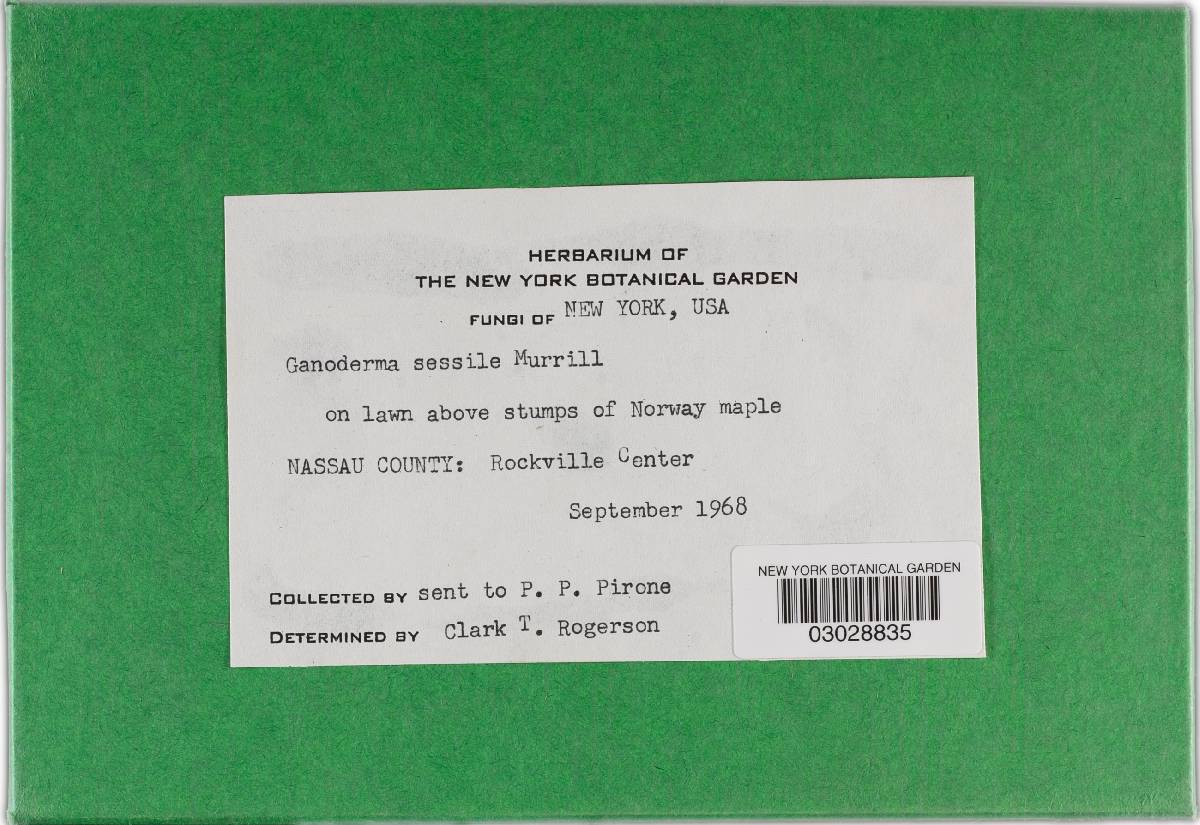 HERBARIUM OF
THE NEW YORK BOTANICAL GARDEN
FUNGI OF NEW YORK, USA
Ganoderma sessile Murrill
on lawn above stumps of Norway maple
NASSAU COUNTY: Rockville Center
September 1968
COLLECTED BY sent to P. P. Pirone
DETERMINED BY Clark T. Rogerson
NEW YORK BOTANICAL GARDEN
03028835